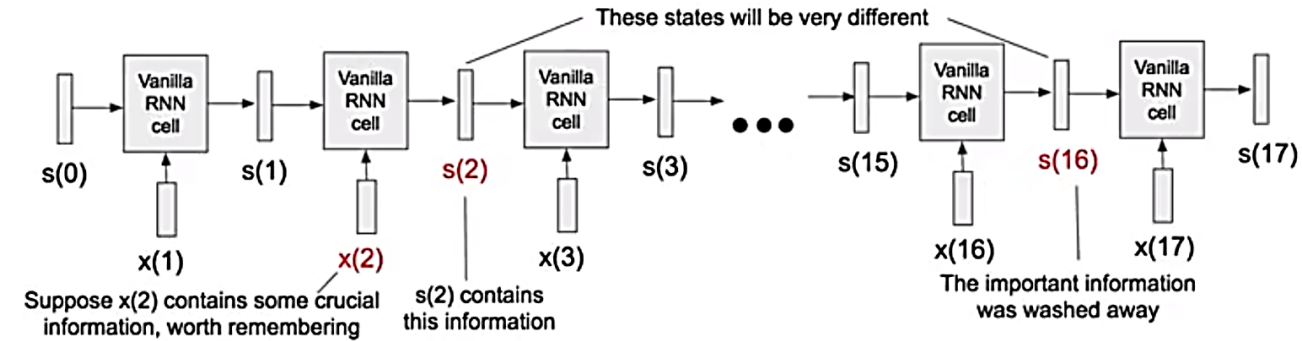 These states will be very different
Vanilla
RNN
cell
Vanilla
RNN
cell
Vanilla
RNN
cell
Vanilla
RNN
cell
Vanilla
RNN
cell
s(0)
s(1)
s(2)
s(3)
s(15)
s(16)
s(17)
x(1)
x(2)
x(3)
x(16)
x(17)
Suppose x(2) contains some crucial
information, worth remembering
s(2) contains
this information
The important information
was washed away